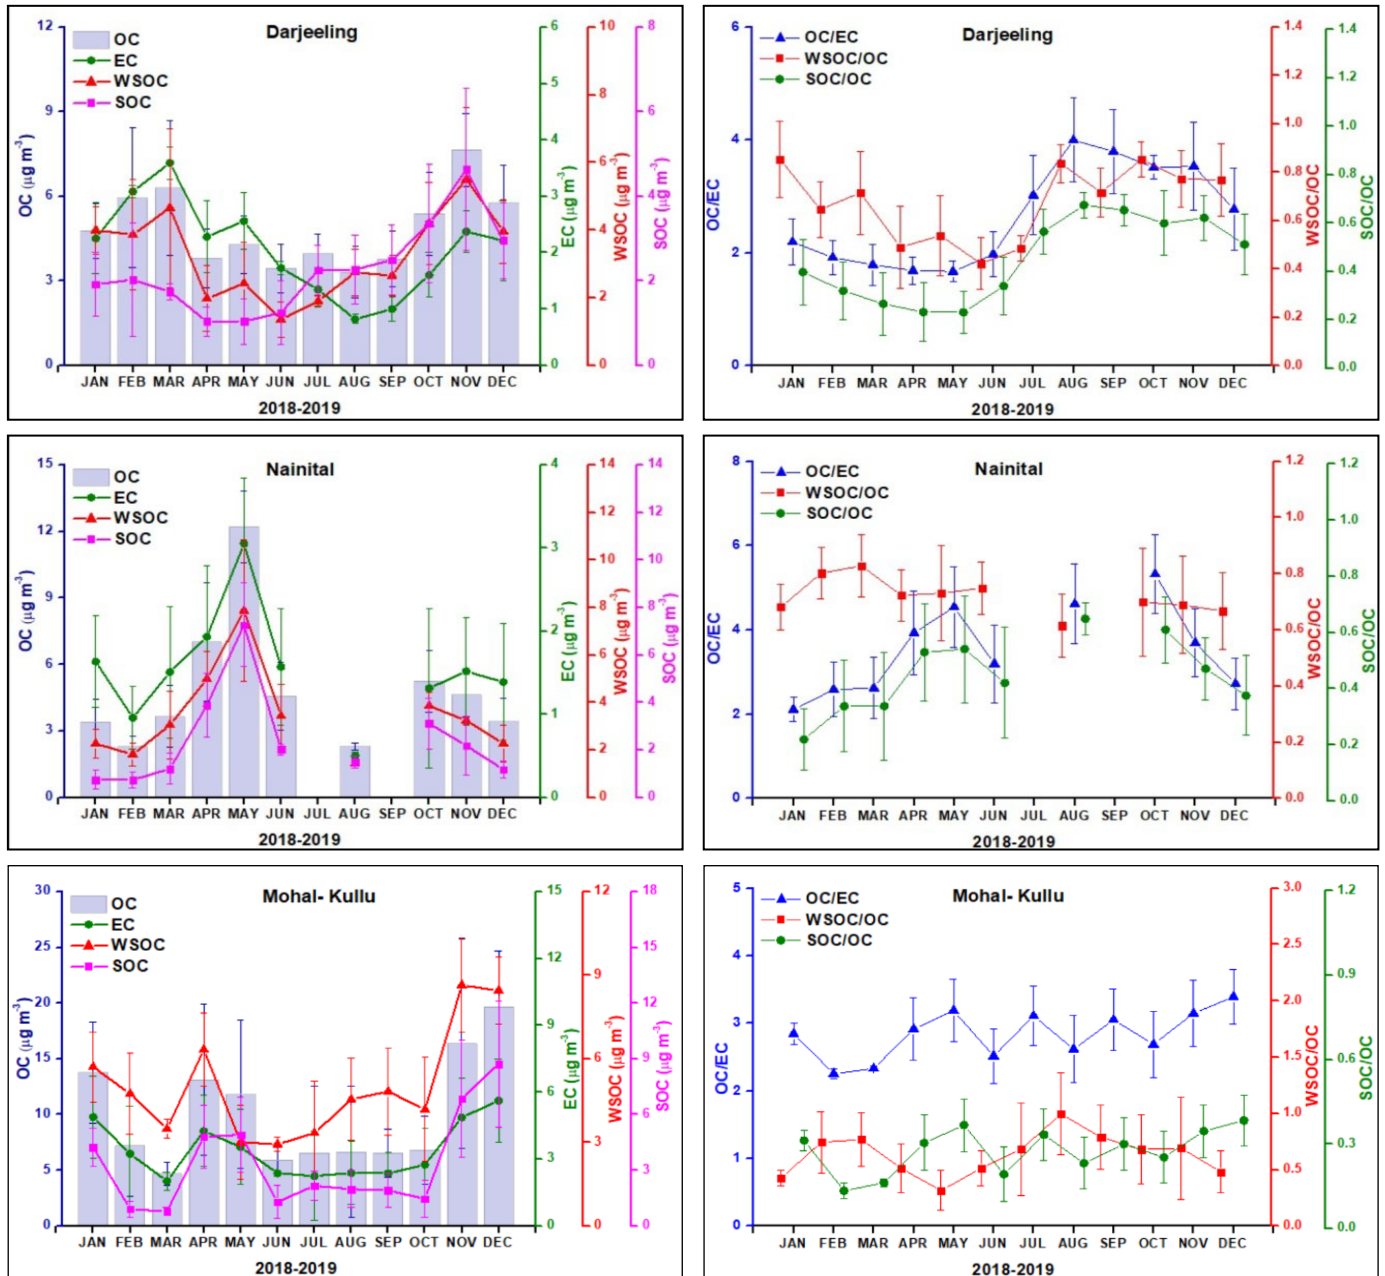 Darjeeling
OC
EC
WSOC
SOC
12
9
6
3
0
OC (µg m⁻³)
6
5
4
3
2
1
0
EC (µg m⁻³)
10
8
6
4
2
0
WSOC (µg m⁻³)
8
6
4
2
0
SOC (µg m⁻³)
JAN FEB MAR APR MAY JUN JUL AUG SEP OCT NOV DEC
2018-2019
Darjeeling
OC/EC
WSOC/OC
SOC/OC
6
4
2
0
OC/EC
1.4
1.2
1.0
0.8
0.6
0.4
0.2
0.0
WSOC/OC
1.4
1.2
1.0
0.8
0.6
0.4
0.2
0.0
SOC/OC
JAN FEB MAR APR MAY JUN JUL AUG SEP OCT NOV DEC
2018-2019
Nainital
OC
EC
WSOC
SOC
15
12
9
6
3
0
OC (µg m⁻³)
4
3
2
1
0
EC (µg m⁻³)
14
12
10
8
6
4
2
0
WSOC (µg m⁻³)
14
12
10
8
6
4
2
0
SOC (µg m⁻³)
JAN FEB MAR APR MAY JUN JUL AUG SEP OCT NOV DEC
2018-2019
Nainital
OC/EC
WSOC/OC
SOC/OC
8
6
4
2
0
OC/EC
1.2
1.0
0.8
0.6
0.4
0.2
0.0
WSOC/OC
1.2
1.0
0.8
0.6
0.4
0.2
0.0
SOC/OC
JAN FEB MAR APR MAY JUN JUL AUG SEP OCT NOV DEC
2018-2019
Mohal- Kullu
OC
EC
WSOC
SOC
30
25
20
15
10
5
0
OC (µg m⁻³)
15
12
9
6
3
0
EC (µg m⁻³)
12
9
6
3
0
WSOC (µg m⁻³)
18
15
12
9
6
3
0
SOC (µg m⁻³)
JAN FEB MAR APR MAY JUN JUL AUG SEP OCT NOV DEC
2018-2019
Mohal- Kullu
OC/EC
WSOC/OC
SOC/OC
5
4
3
2
1
0
OC/EC
3.0
2.5
2.0
1.5
1.0
0.5
0.0
WSOC/OC
1.2
0.9
0.6
0.3
0.0
SOC/OC
JAN FEB MAR APR MAY JUN JUL AUG SEP OCT NOV DEC
2018-2019